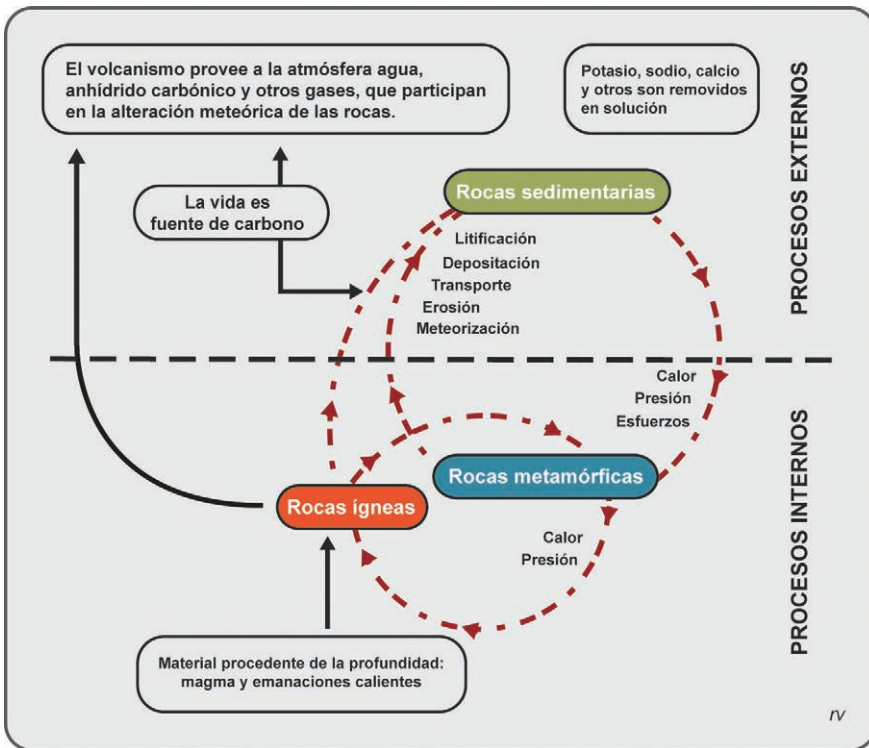 El volcanismo provee a la atmósfera agua,
anhídrido carbónico y otros gases, que participan
en la alteración meteórica de las rocas.
Potasio, sodio, calcio
y otros son removidos
en solución
La vida es
fuente de carbono
Rocas sedimentarias
Litificación
Depositación
Transporte
Erosión
Meteorización
PROCESOS EXTERNOS
Calor
Presión
Esfuerzos
Rocas metamórficas
Rocas ígneas
Calor
Presión
PROCESOS INTERNOS
Material procedente de la profundidad:
magma y emanaciones calientes
rv